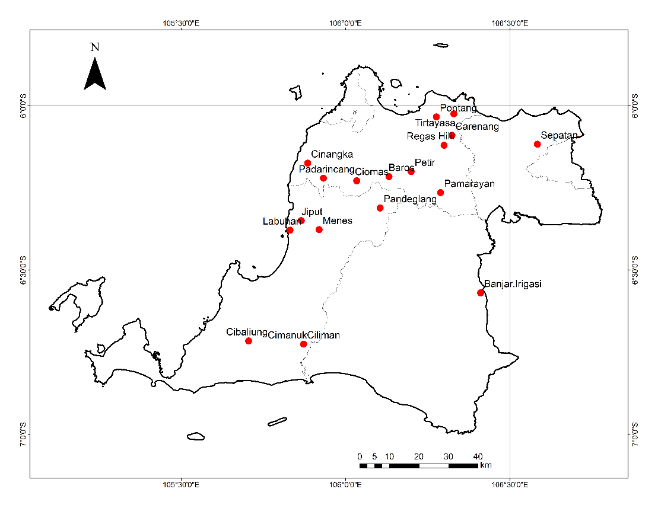 105°30'0"E 106°0'0"E 106°30'0"E
N
6°0'0"S 6°0'0"S
Pontang
Tirtayasa
Carenang
Regas Hilir
Sepatan
Cinangka
Petir
Baros
Padarincang
Ciomas
Pamarayan
Pandeglang
Jiput
Labuhan
Menes
6°30'0"S 6°30'0"S
Banjar.Irigasi
Cibaliung
CimanukCiliman
7°0'0"S 7°0'0"S
0 5 10 20 30 40
km
105°30'0"E 106°0'0"E 106°30'0"E